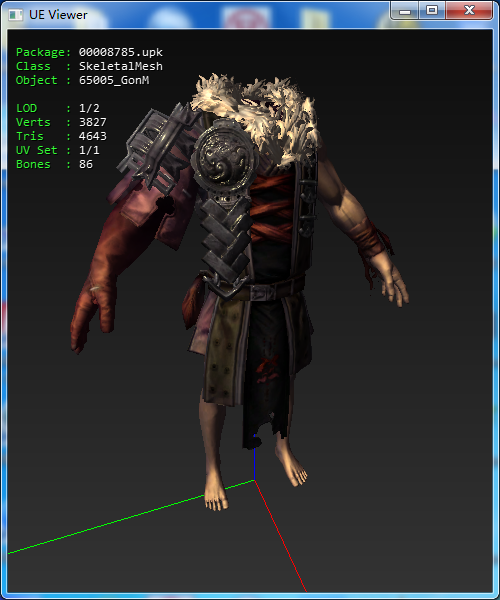 UE Viewer
Package: 00008785.upk
Class  : SkeletalMesh
Object : 65005_GonM
LOD    : 1/2
Verts  : 3827
Tris   : 4643
UV Set : 1/1
Bones  : 86